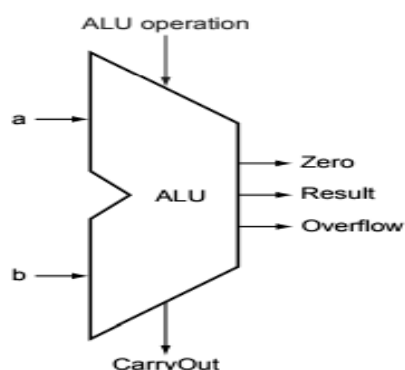 ALU operation
a
Zero
ALU
Result
Overflow
b
CarryOut